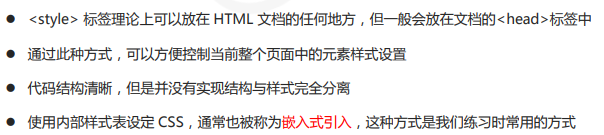 ● <style> 标签理论上可以放在 HTML 文档的任何地方，但一般会放在文档的<head>标签中
● 通过此种方式，可以方便控制当前整个页面中的元素样式设置
● 代码结构清晰，但是并没有实现结构与样式完全分离
● 使用内部样式表设定 CSS，通常也被称为嵌入式引入，这种方式是我们练习时常用的方式